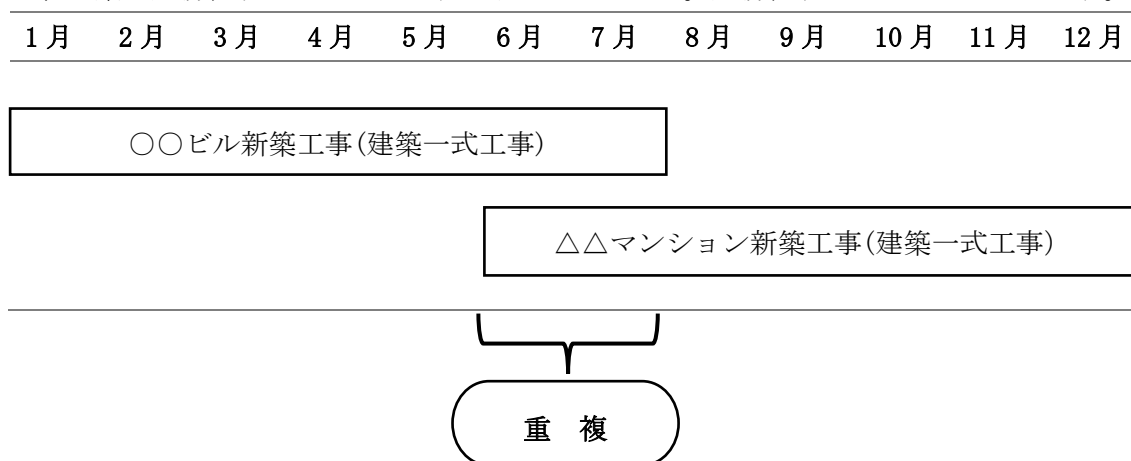 1月 2月 3月 4月 5月 6月 7月 8月 9月 10月 11月 12月
○○ビル新築工事(建築一式工事)
△△マンション新築工事(建築一式工事)
重 複